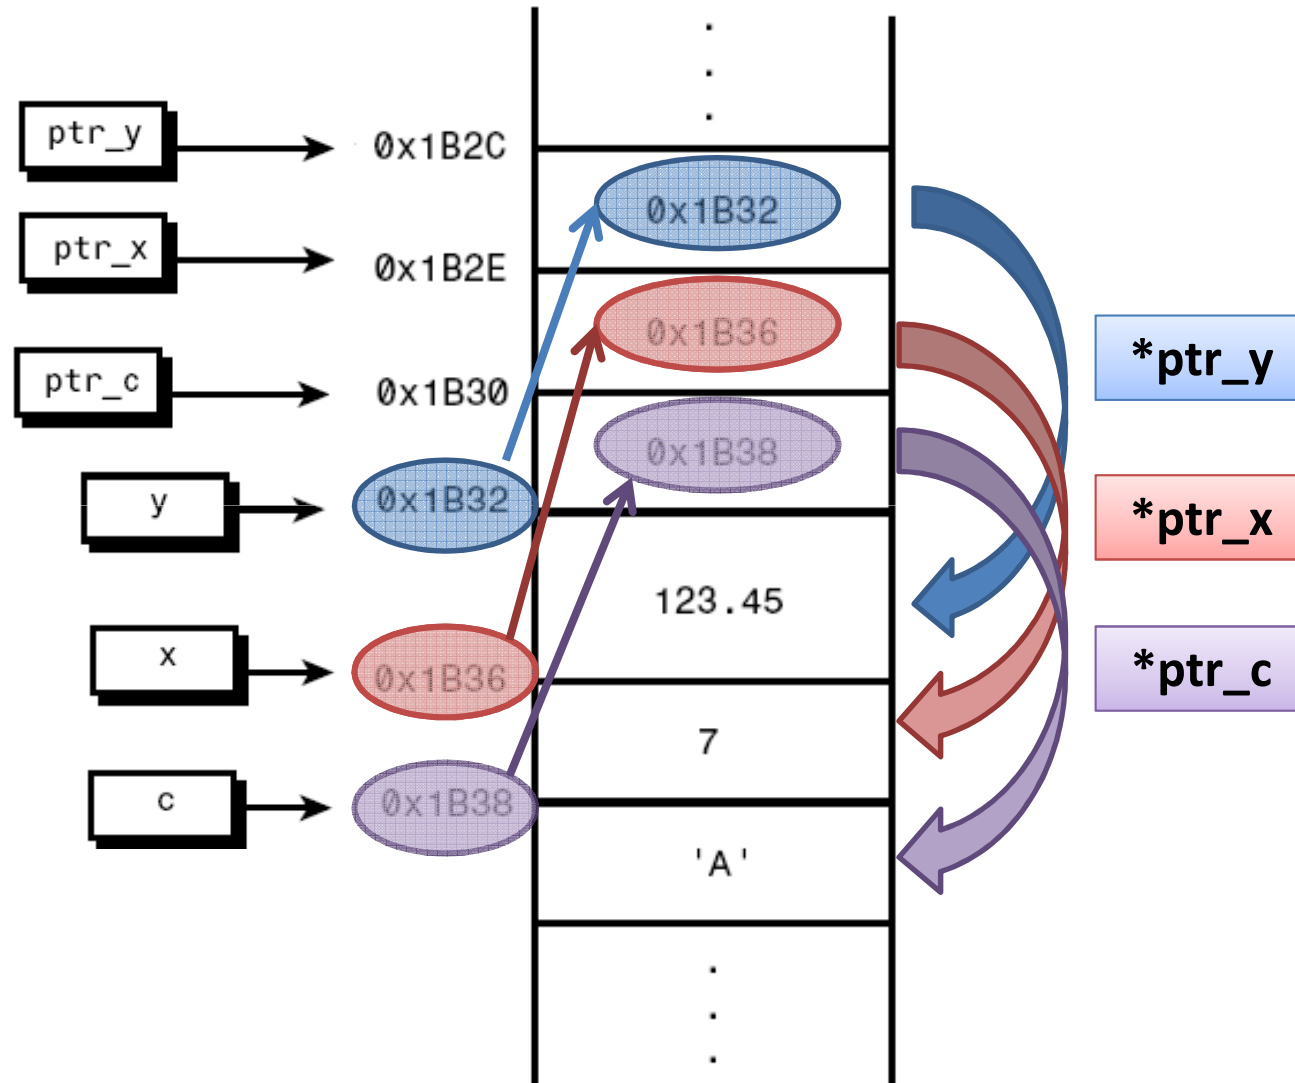 ptr_y
0x1B2C
0x1B32
ptr_x
0x1B2E
0x1B36
*ptr_y
ptr_c
0x1B30
0x1B38
y
0x1B32
*ptr_x
123.45
x
0x1B36
*ptr_c
7
c
0x1B38
'A'